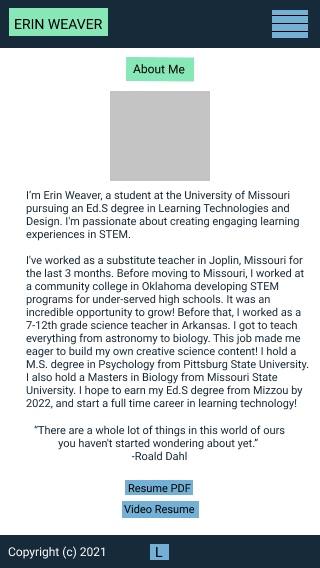 ERIN WEAVER
About Me
I'm Erin Weaver, a student at the University of Missouri
pursuing an Ed.S degree in Learning Technologies and
Design. I'm passionate about creating engaging learning
experiences in STEM.
I've worked as a substitute teacher in Joplin, Missouri for
the last 3 months. Before moving to Missouri, I worked at
a community college in Oklahoma developing STEM
programs for under-served high schools. It was an
incredible opportunity to grow! Before that, I worked as a
7-12th grade science teacher in Arkansas. I got to teach
everything from astronomy to biology. This job made me
eager to build my own creative science content! I hold a
M.S. degree in Psychology from Pittsburg State University.
I also hold a Masters in Biology from Missouri State
University. I hope to earn my Ed.S degree from Mizzou by
2022, and start a full time career in learning technology!
“There are a whole lot of things in this world of ours
you haven't started wondering about yet.”
-Roald Dahl
Resume PDF
Video Resume
Copyright (c) 2021 L